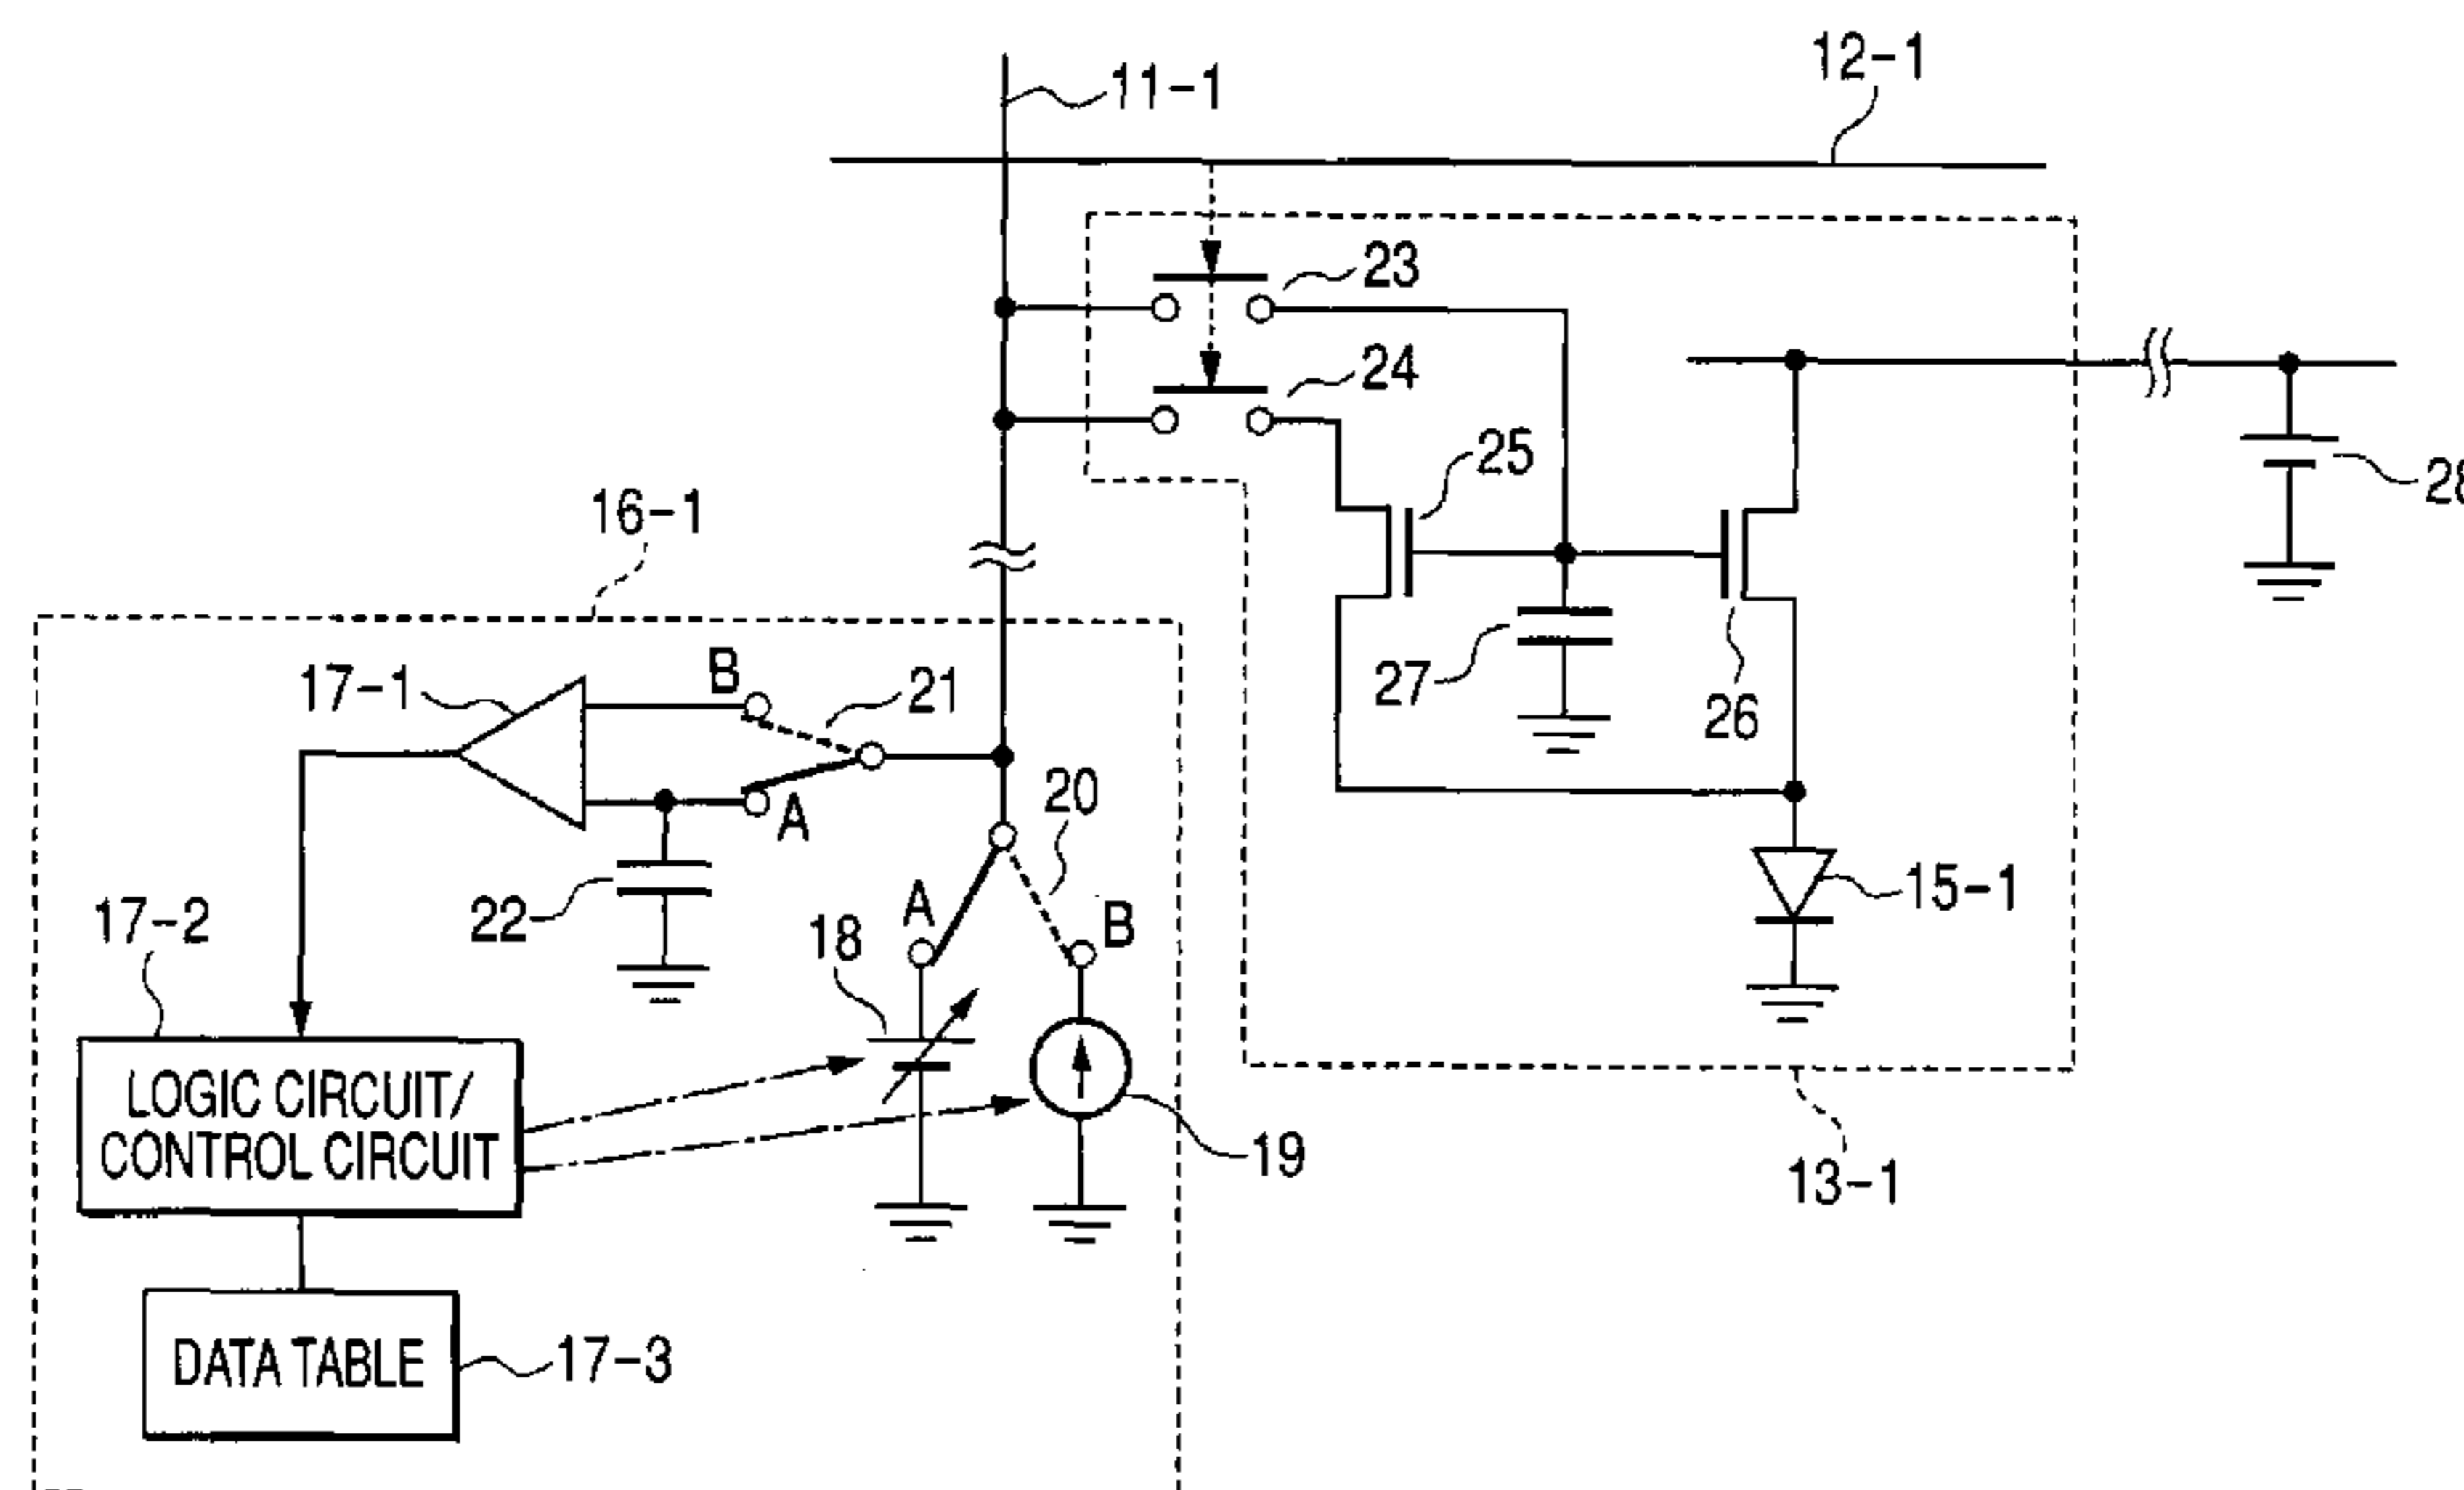 12-1
11-1
23
24
25
28
16-1
B
21
17-1
27
26
A
20
15-1
17-2
22
18
A
B
LOGIC CIRCUIT/
CONTROL CIRCUIT
19
13-1
DATA TABLE
17-3